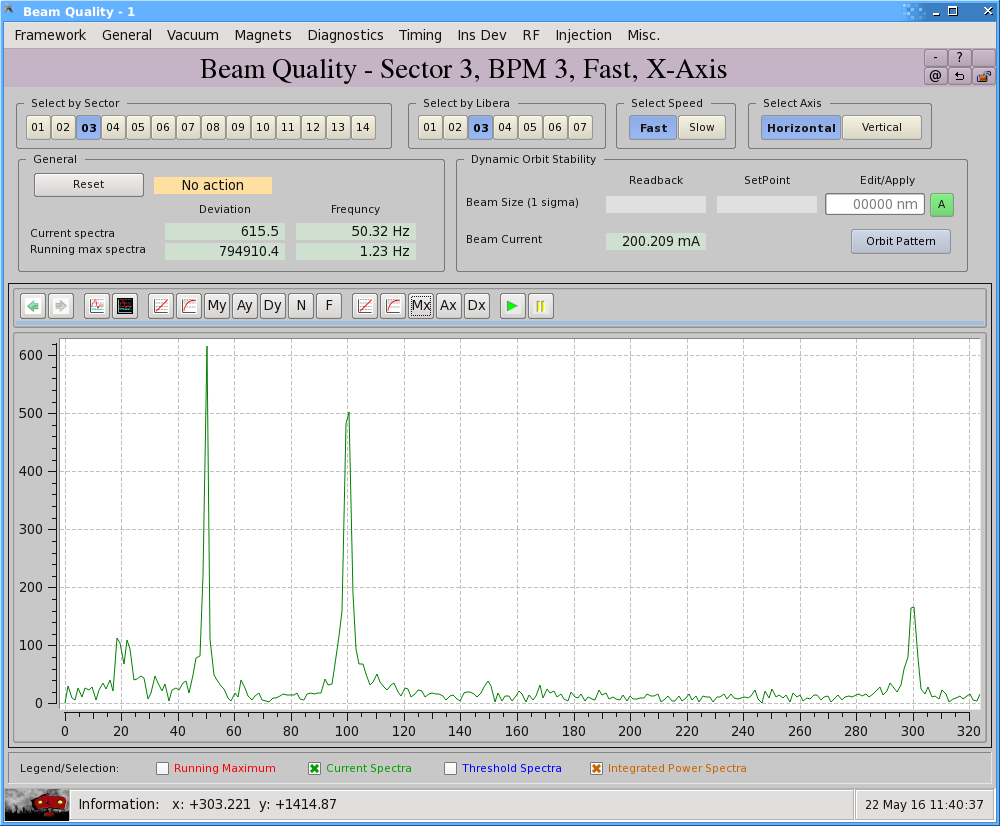 Beam Quality - 1
Framework General Vacuum Magnets Diagnostics Timing Ins Dev RF Injection Misc.
Beam Quality - Sector 3, BPM 3, Fast, X-Axis
- ?
@
Select by Sector Select by Libera Select Speed Select Axis
01 02 03 04 05 06 07 08 09 10 11 12 13 14 01 02 03 04 05 06 07 Fast Slow Horizontal Vertical
General
Reset No action
Deviation Frequncy
Current spectra 615.5 50.32 Hz
Running max spectra 794910.4 1.23 Hz
Dynamic Orbit Stability
Readback SetPoint Edit/Apply
Beam Size (1 sigma) 00000 nm A
Beam Current 200.209 mA Orbit Pattern
My Ay Dy N F Mx Ax Dx
600
500
400
300
200
100
0
0 20 40 60 80 100 120 140 160 180 200 220 240 260 280 300 320
Legend/Selection: Running Maximum Current Spectra Threshold Spectra Integrated Power Spectra
Information: x: +303.221 y: +1414.87 22 May 16 11:40:37